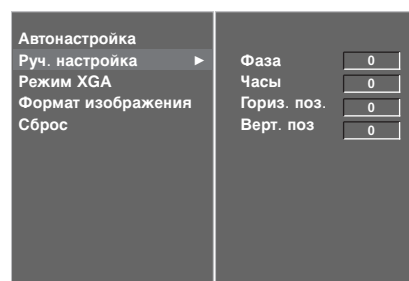 Автонастройка
Руч. настройка ►
Режим XGA
Формат изображения
Сброс
Фаза 0
Часы 0
Гориз. поз. 0
Верт. поз 0